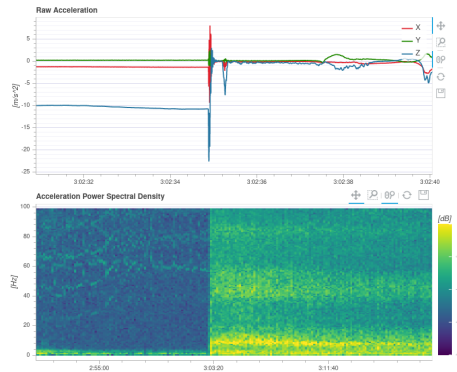 Raw Acceleration
X
Y
Z
5
0
-5
-10
-15
-20
-25
[m/s^2]
3:02:32
3:02:34
3:02:36
3:02:38
3:02:40
Acceleration Power Spectral Density
[dB]
100
80
60
40
20
0
[Hz]
2:55:00
3:03:20
3:11:40